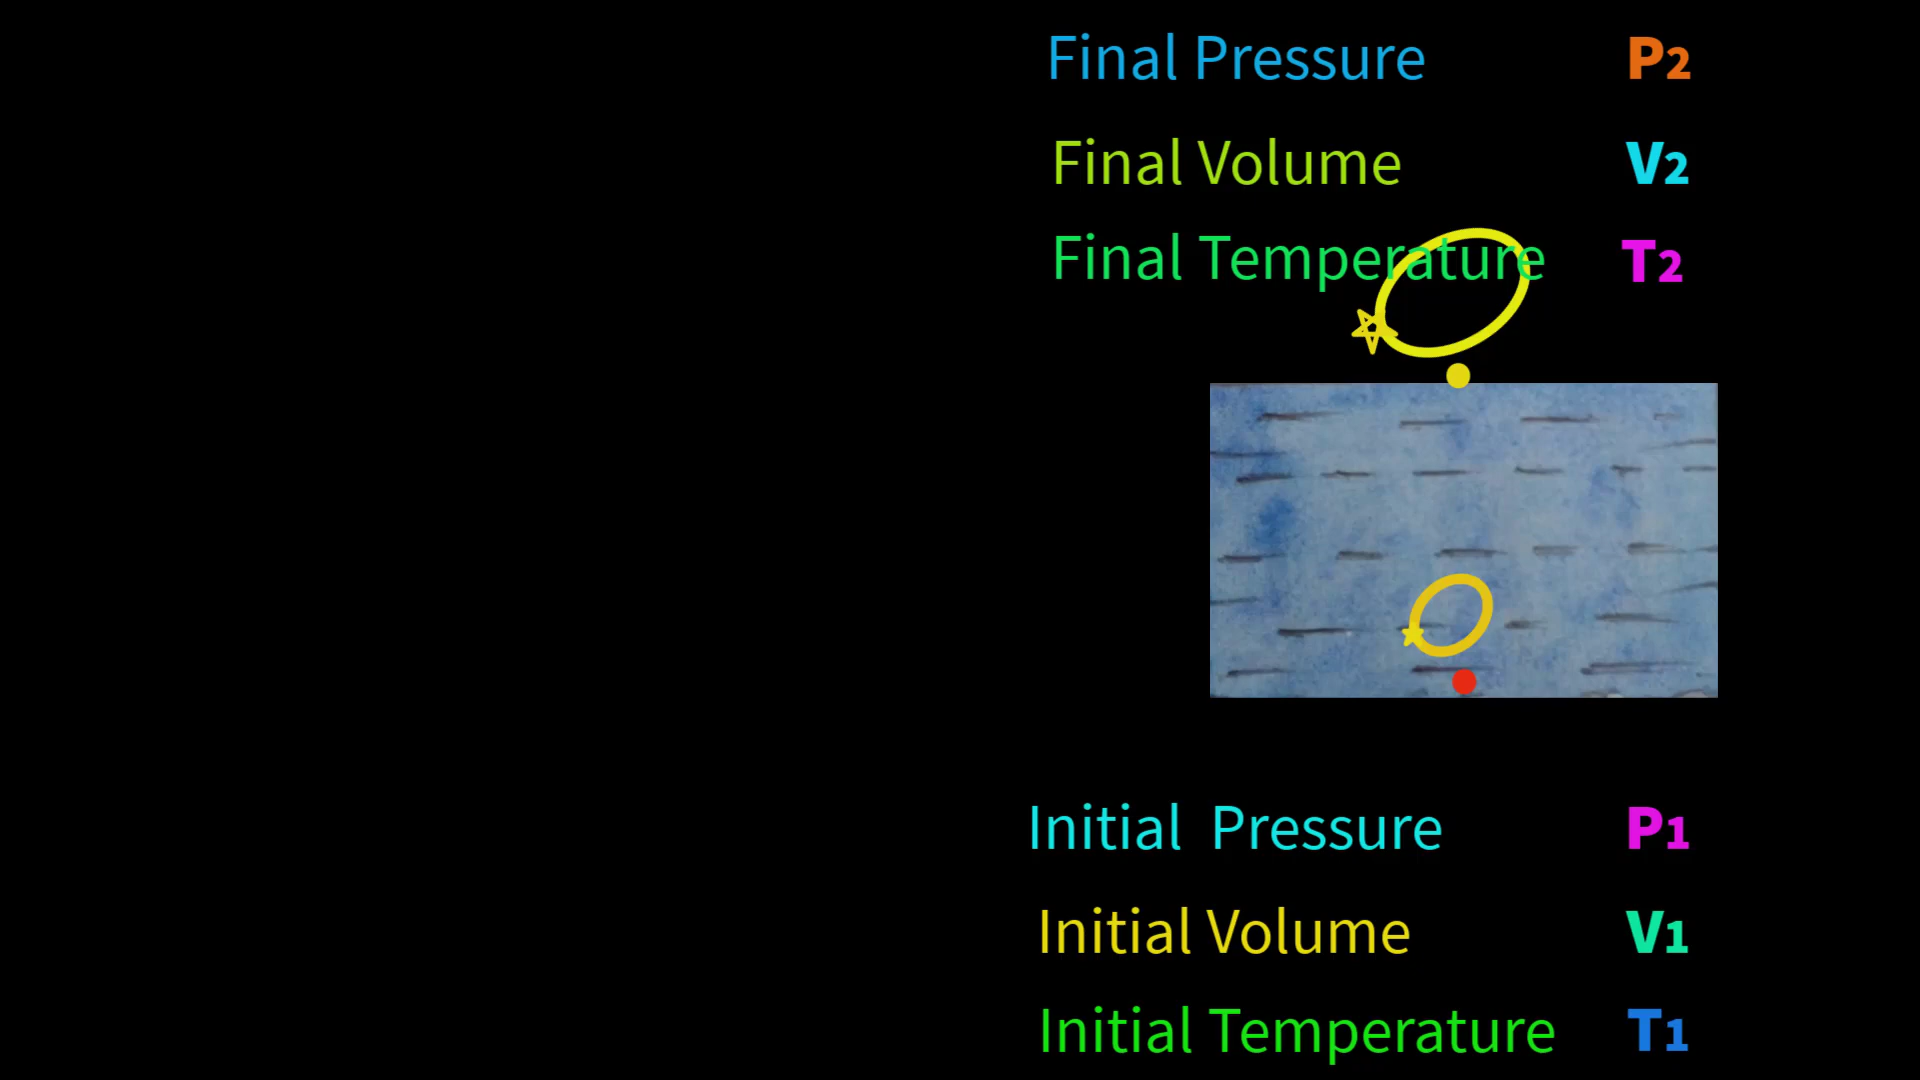 Final Pressure P2
Final Volume V2
Final Temperature T2
Initial Pressure P1
Initial Volume V1
Initial Temperature T1